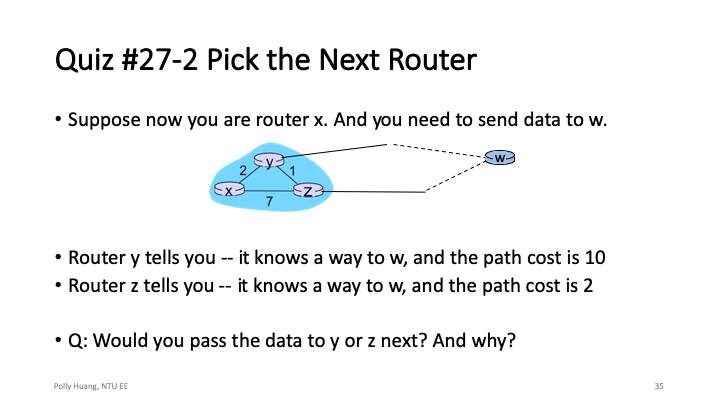 Quiz #27-2 Pick the Next Router
• Suppose now you are router x. And you need to send data to w.
y
w
2
1
x
z
7
• Router y tells you -- it knows a way to w, and the path cost is 10
• Router z tells you -- it knows a way to w, and the path cost is 2
• Q: Would you pass the data to y or z next? And why?
Polly Huang, NTU EE
35